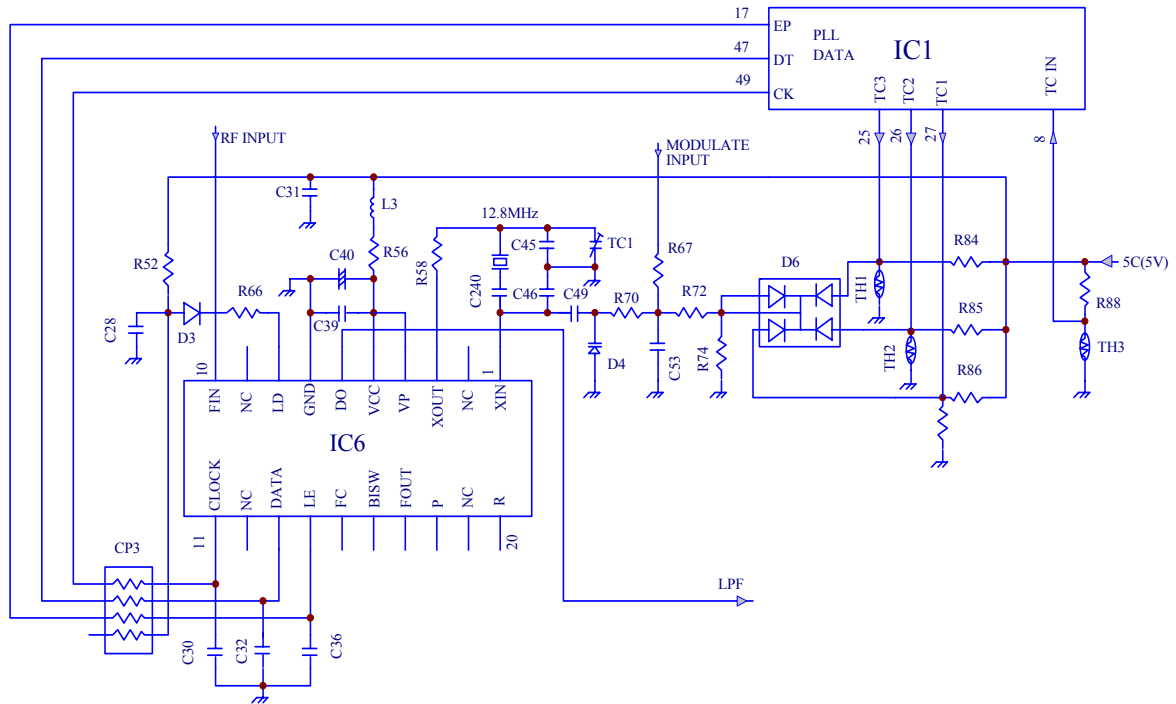 17
EP
PLL
DATA
IC1
47
DT
49
CK
TC3
TC2
TC1
TC IN
25
26
27
8
RF INPUT
MODULATE
INPUT
C31
L3
12.8MHz
R52
C40
R56
R58
C45
TC1
R67
R84
5C(5V)
D6
TH1
R66
C240
C46
C49
R70
R72
R85
R88
C28
D3
C39
D4
C53
R74
TH2
TH3
R86
10
1
FIN
NC
LD
GND
DO
VCC
VP
XOUT
NC
XIN
IC6
CLOCK
NC
DATA
LE
FC
BISW
FOUT
P
NC
R
11
20
CP3
LPF
C30
C32
C36